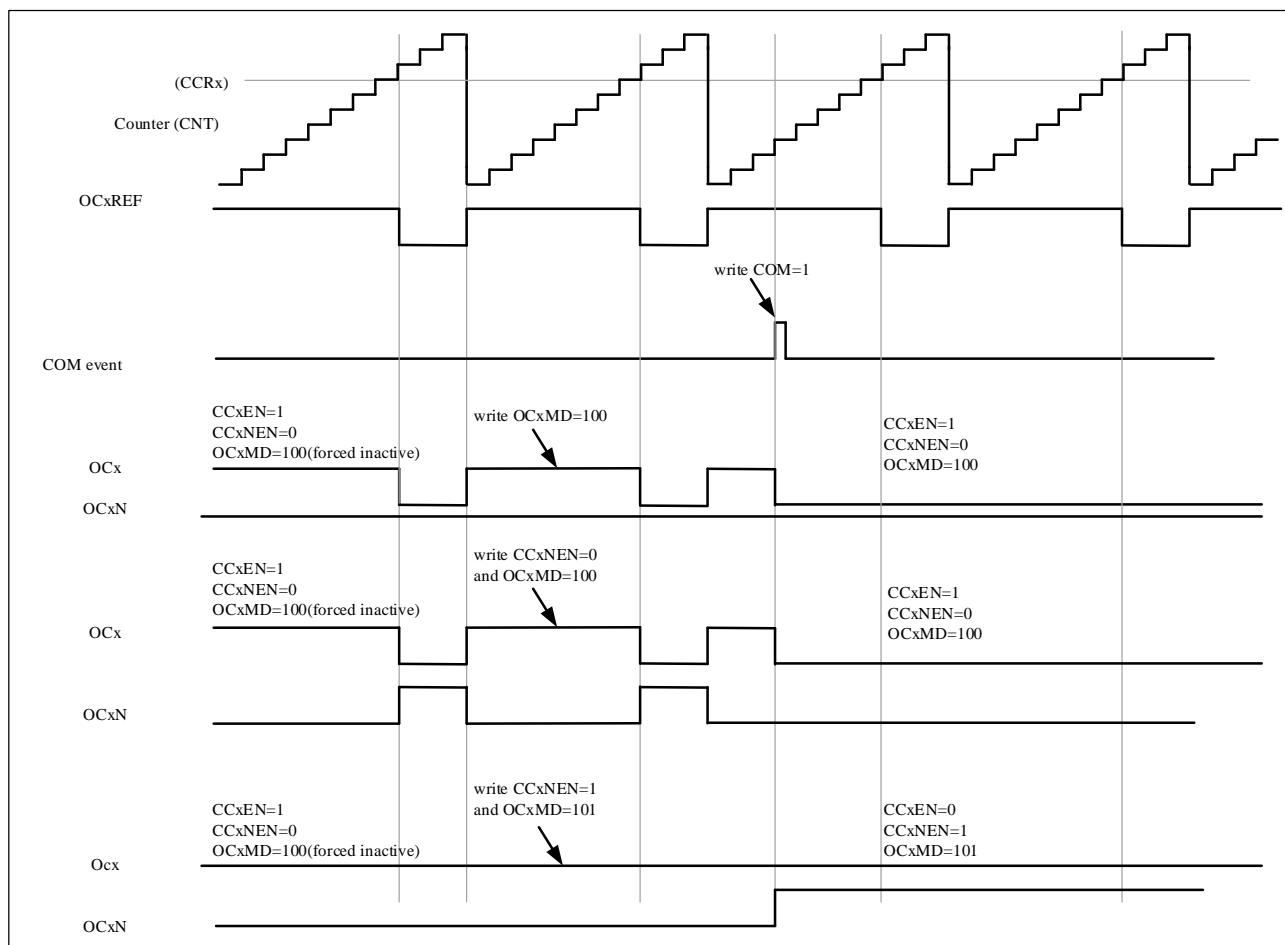 (CCRx)
Counter (CNT)
OCxREF
write COM=1
COM event
CCxEN=1
CCxNEN=0
OCxMD=100(forced inactive)
write OCxMD=100
CCxEN=1
CCxNEN=0
OCxMD=100
OCx
OCxN
CCxEN=1
CCxNEN=0
OCxMD=100(forced inactive)
write CCxNEN=0
and OCxMD=100
CCxEN=1
CCxNEN=0
OCxMD=100
OCx
OCxN
CCxEN=1
CCxNEN=0
OCxMD=100(forced inactive)
write CCxNEN=1
and OCxMD=101
CCxEN=0
CCxNEN=1
OCxMD=101
Ocx
OCxN